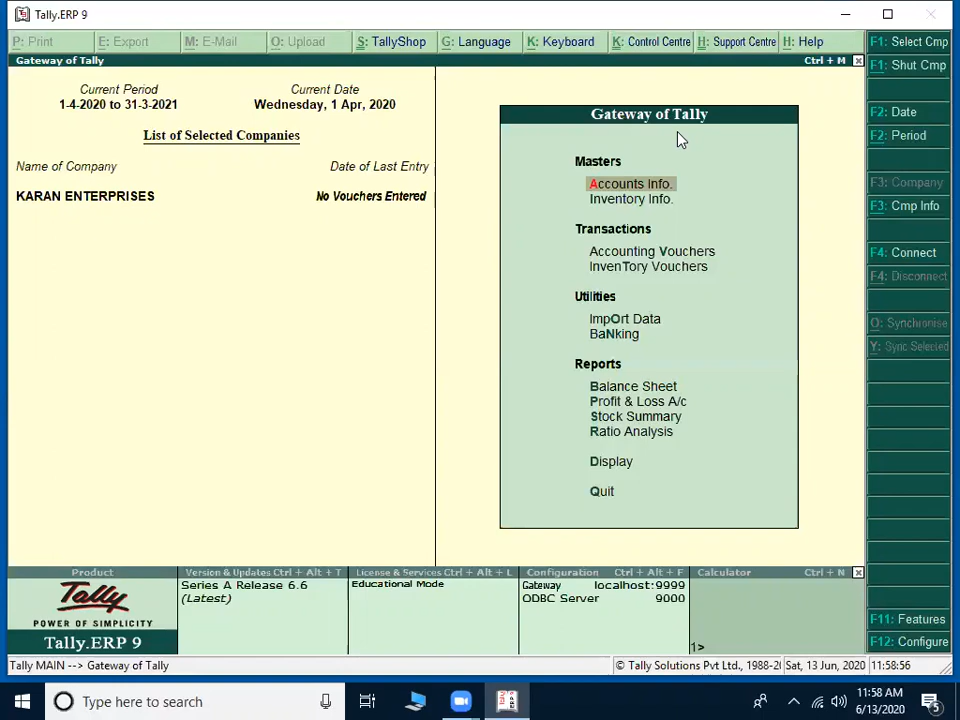 Tally.ERP 9
P: Print E: Export M: E-Mail O: Upload S: TallyShop G: Language K: Keyboard K: Control Centre H: Support Centre H: Help F1: Select Cmp
F1: Shut Cmp
Gateway of Tally Ctrl + M
Current Period Current Date
1-4-2020 to 31-3-2021 Wednesday, 1 Apr, 2020
List of Selected Companies
Name of Company Date of Last Entry
KARAN ENTERPRISES No Vouchers Entered
Gateway of Tally
Masters
Accounts Info.
Inventory Info.
Transactions
Accounting Vouchers
InvenTory Vouchers
Utilities
ImpOrt Data
BaNking
Reports
Balance Sheet
Profit & Loss A/c
Stock Summary
Ratio Analysis
Display
Quit
F2: Date
F2: Period
F3: Company
F3: Cmp Info
F4: Connect
F4: Disconnect
O: Synchronise
Y: Sync Selected
F11: Features
F12: Configure
Product
Tally
POWER OF SIMPLICITY
Tally.ERP 9
Version & Updates Ctrl + Alt + T
Series A Release 6.6
(Latest)
License & Services Ctrl + Alt + L
Educational Mode
Configuration Ctrl + Alt + F
Gateway localhost:9999
ODBC Server 9000
Calculator Ctrl + N
1>
Tally MAIN --> Gateway of Tally © Tally Solutions Pvt Ltd., 1988-20 Sat, 13 Jun, 2020 11:58:56
Type here to search
11:58 AM
6/13/2020
5